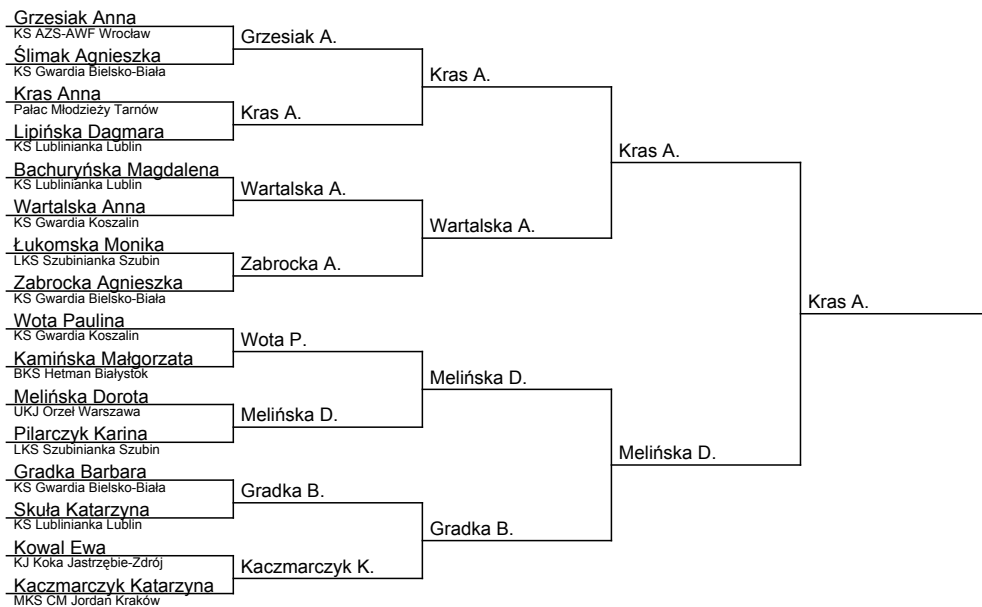 Grzesiak Anna
KS AZS-AWF Wrocław
Ślimak Agnieszka
KS Gwardia Bielsko-Biała
Kras Anna
Pałac Młodzieży Tarnów
Lipińska Dagmara
KS Lublinianka Lublin
Bachuryńska Magdalena
KS Lublinianka Lublin
Wartalska Anna
KS Gwardia Koszalin
Łukomska Monika
LKS Szubinianka Szubin
Zabrocka Agnieszka
KS Gwardia Bielsko-Biała
Wota Paulina
KS Gwardia Koszalin
Kamińska Małgorzata
BKS Hetman Białystok
Melińska Dorota
UKJ Orzeł Warszawa
Pilarczyk Karina
LKS Szubinianka Szubin
Gradka Barbara
KS Gwardia Bielsko-Biała
Skuła Katarzyna
KS Lublinianka Lublin
Kowal Ewa
KJ Koka Jastrzębie-Zdrój
Kaczmarczyk Katarzyna
MKS CM Jordan Kraków
Grzesiak A.
Kras A.
Wartalska A.
Zabrocka A.
Wota P.
Melińska D.
Gradka B.
Kaczmarczyk K.
Kras A.
Wartalska A.
Melińska D.
Gradka B.
Kras A.
Melińska D.
Kras A.